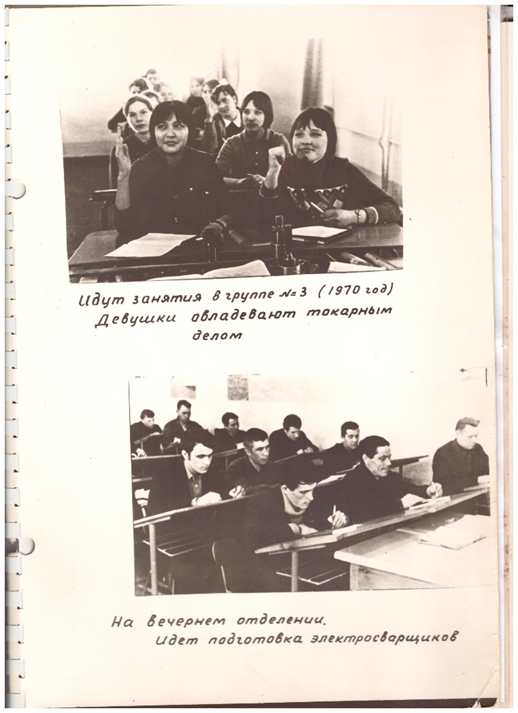 Идут занятия в группе №3 (1970 год)
Девушки овладевают токарным
делом
На вечернем отделении.
Идет подготовка электросварщиков